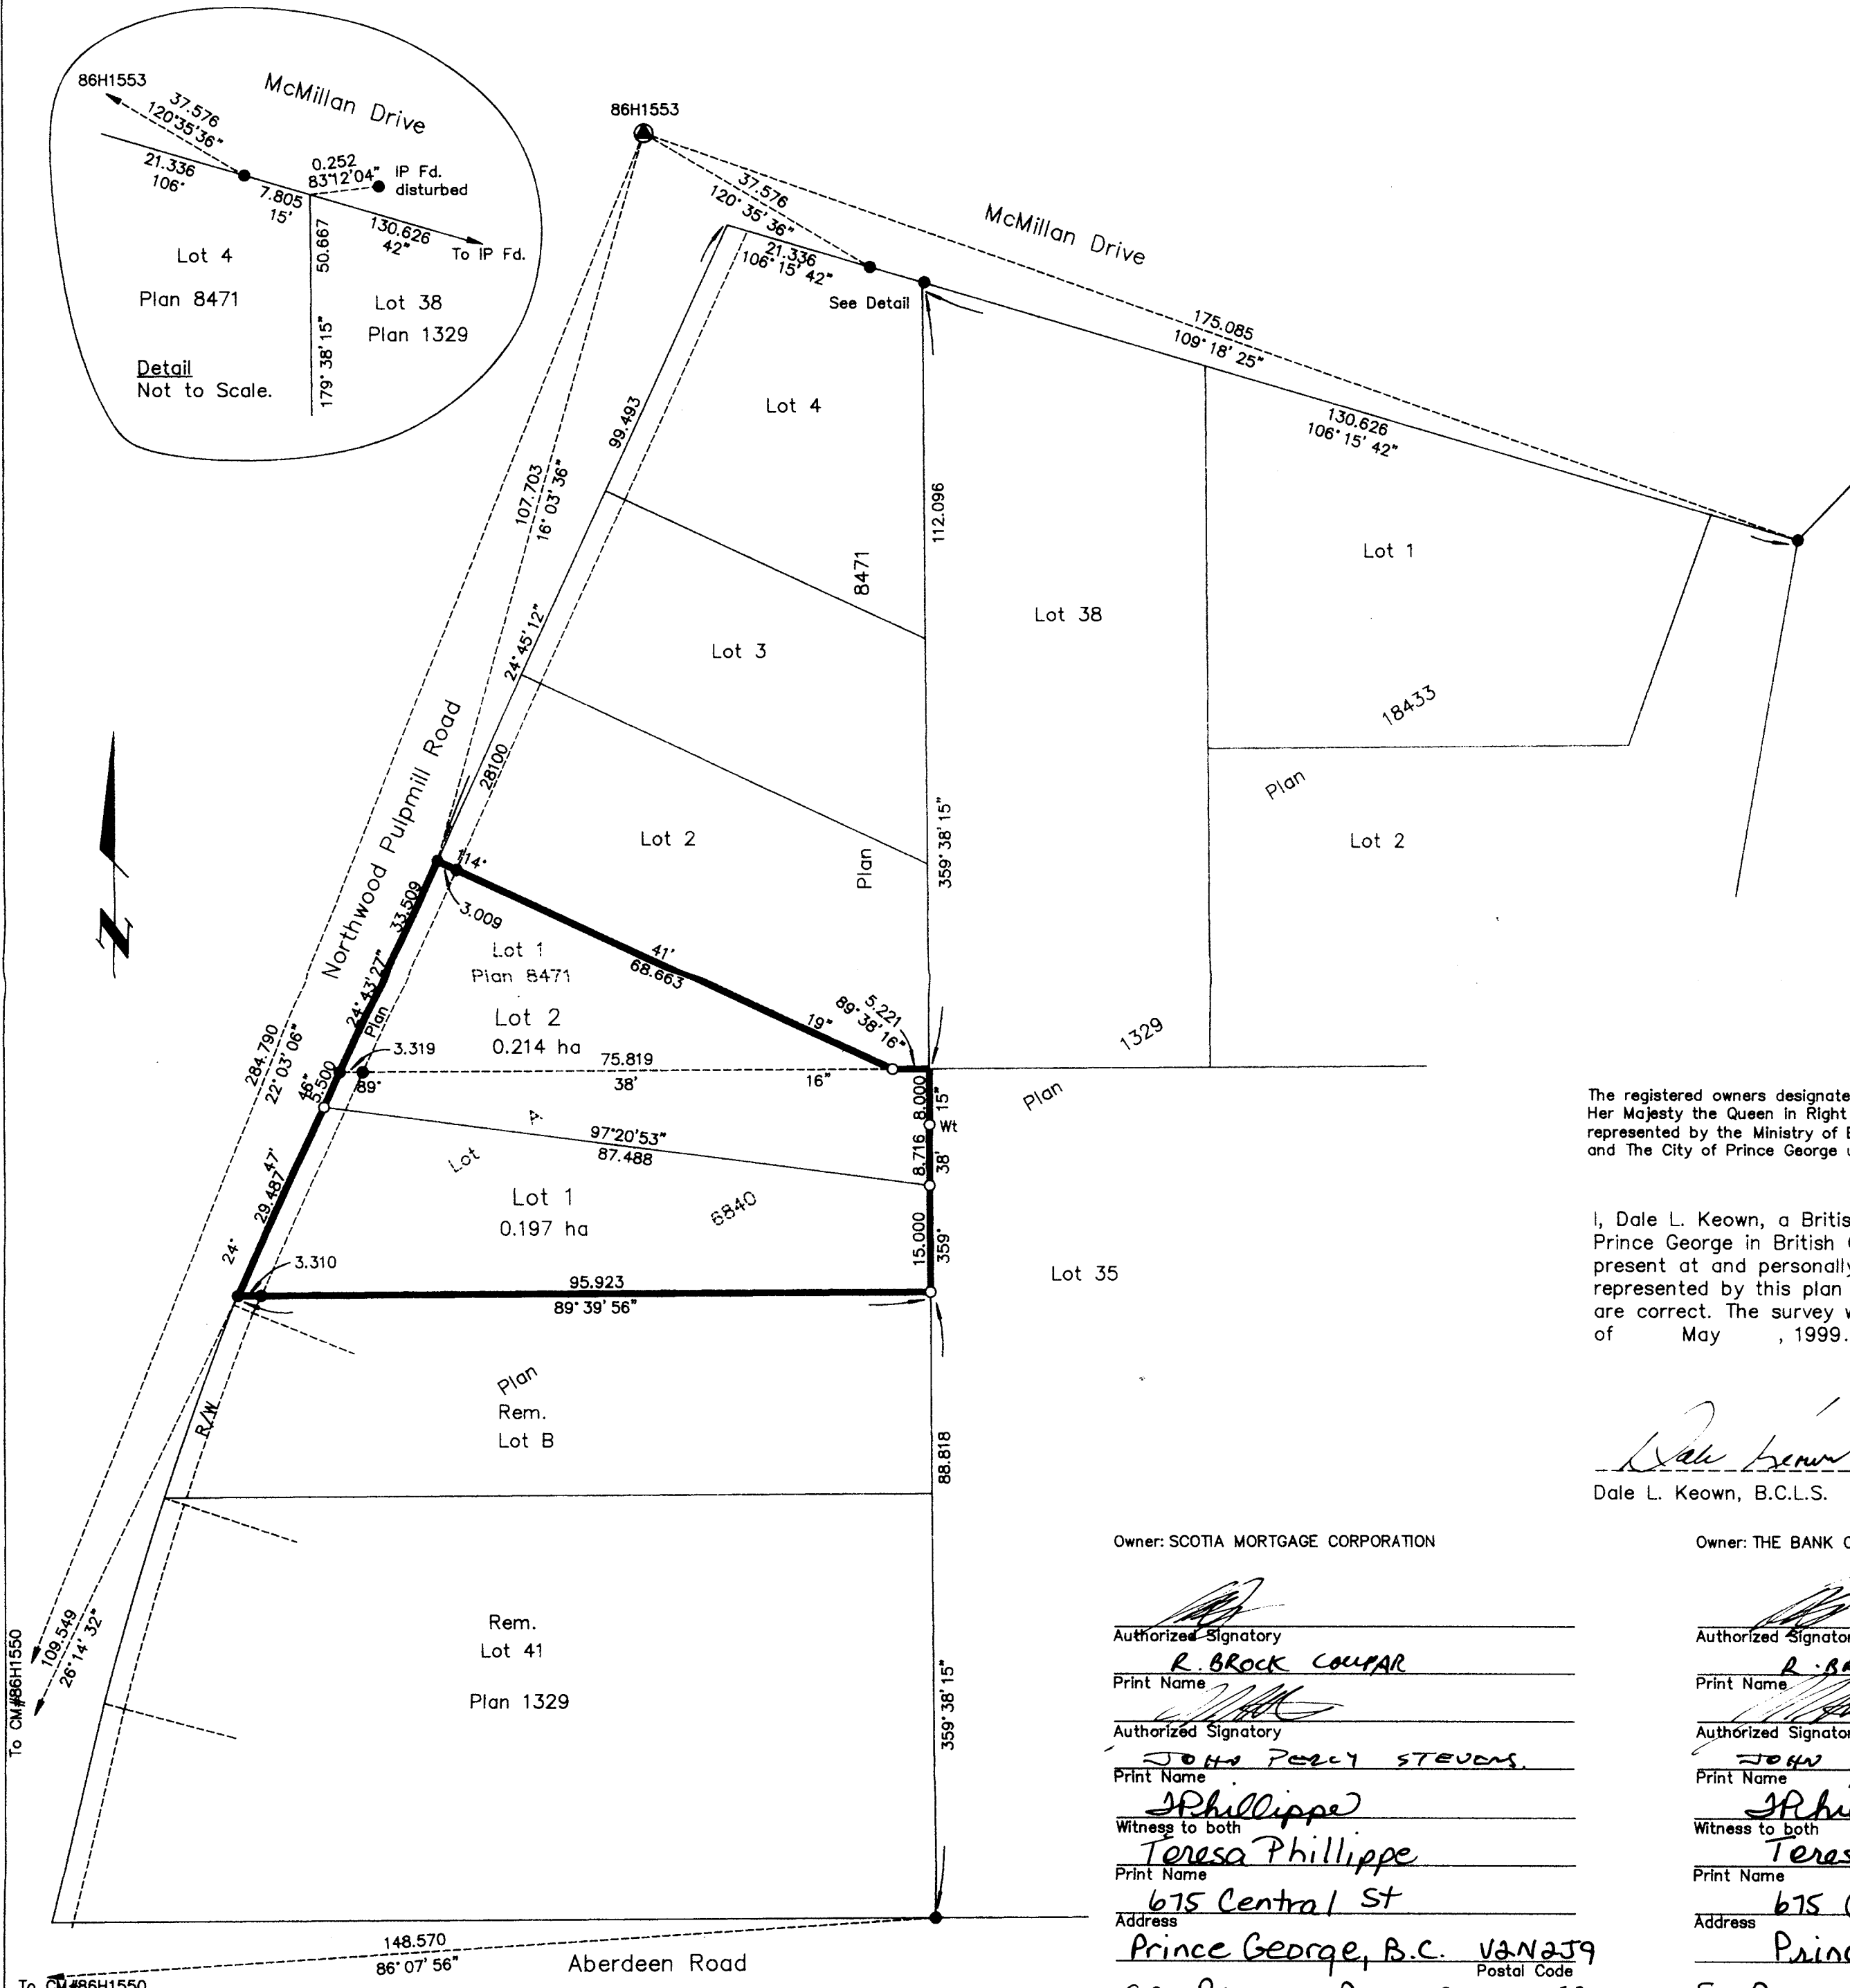 86H1553
McMillan Drive
37.576
120°35'36"
21.336
106°
7.805
15'
0.252
83°12'04"
IP Fd.
disturbed
130.626
42"
To IP Fd.
50.667
179° 38' 15"
Lot 4
Plan 8471
Lot 38
Plan 1329
Detail
Not to Scale.
86H1553
37.576
120° 35' 36"
21.336
106° 15' 42"
See Detail
McMillan Drive
175.085
109° 18' 25"
130.626
106° 15' 42"
Lot 4
99.493
107.703
16° 03' 36"
112.096
8471
Lot 1
Lot 38
Lot 3
24° 45' 12"
18433
Northwood Pulpmill Road
28100
Plan
Lot 2
Lot 2
Plan
359° 38' 15"
114°
33.509
3.009
Lot 1
Plan 8471
41'
68.663
24° 43' 27"
Plan
5.221
89° 38' 16"
19"
Lot 2
0.214 ha
1329
284.790
22° 03' 06"
3.319
75.819
89°
38'
16"
46"
5.500
8.000
15"
Wt
Plan
A
Lot
97°20'53"
87.488
8.716
38'
47'
29.487
Lot 1
0.197 ha
6840
15.000
359°
24°
3.310
95.923
89° 39' 56"
Lot 35
N
Plan
Rem.
Lot B
R/W
88.818
109.549
26° 14' 32"
To CM#86H1550
Rem.
Lot 41
Plan 1329
359° 38' 15"
148.570
86° 07' 56"
Aberdeen Road
To CM#86H1550
The registered owners designate
Her Majesty the Queen in Right
represented by the Ministry of
and The City of Prince George
I, Dale L. Keown, a Britis
Prince George in British
present at and personally
represented by this plan
are correct. The survey
of May , 1999.
Dale Keown
Dale L. Keown, B.C.L.S.
Owner: SCOTIA MORTGAGE CORPORATION
Authorized Signatory
R. BROCK COUPAR
Print Name
Authorized Signatory
JOHN PERCY STEVENS.
Print Name
TPhillippe
Witness to both
Teresa Phillippe
Print Name
675 Central St
Address
Prince George, B.C. V2N2J9
Postal Code
Owner: THE BANK
Authorized Signator
R. BR
Print Name
Authorized Signator
JOHN
Print Name
TPhi
Witness to both
Teres
Print Name
675
Address
Princ